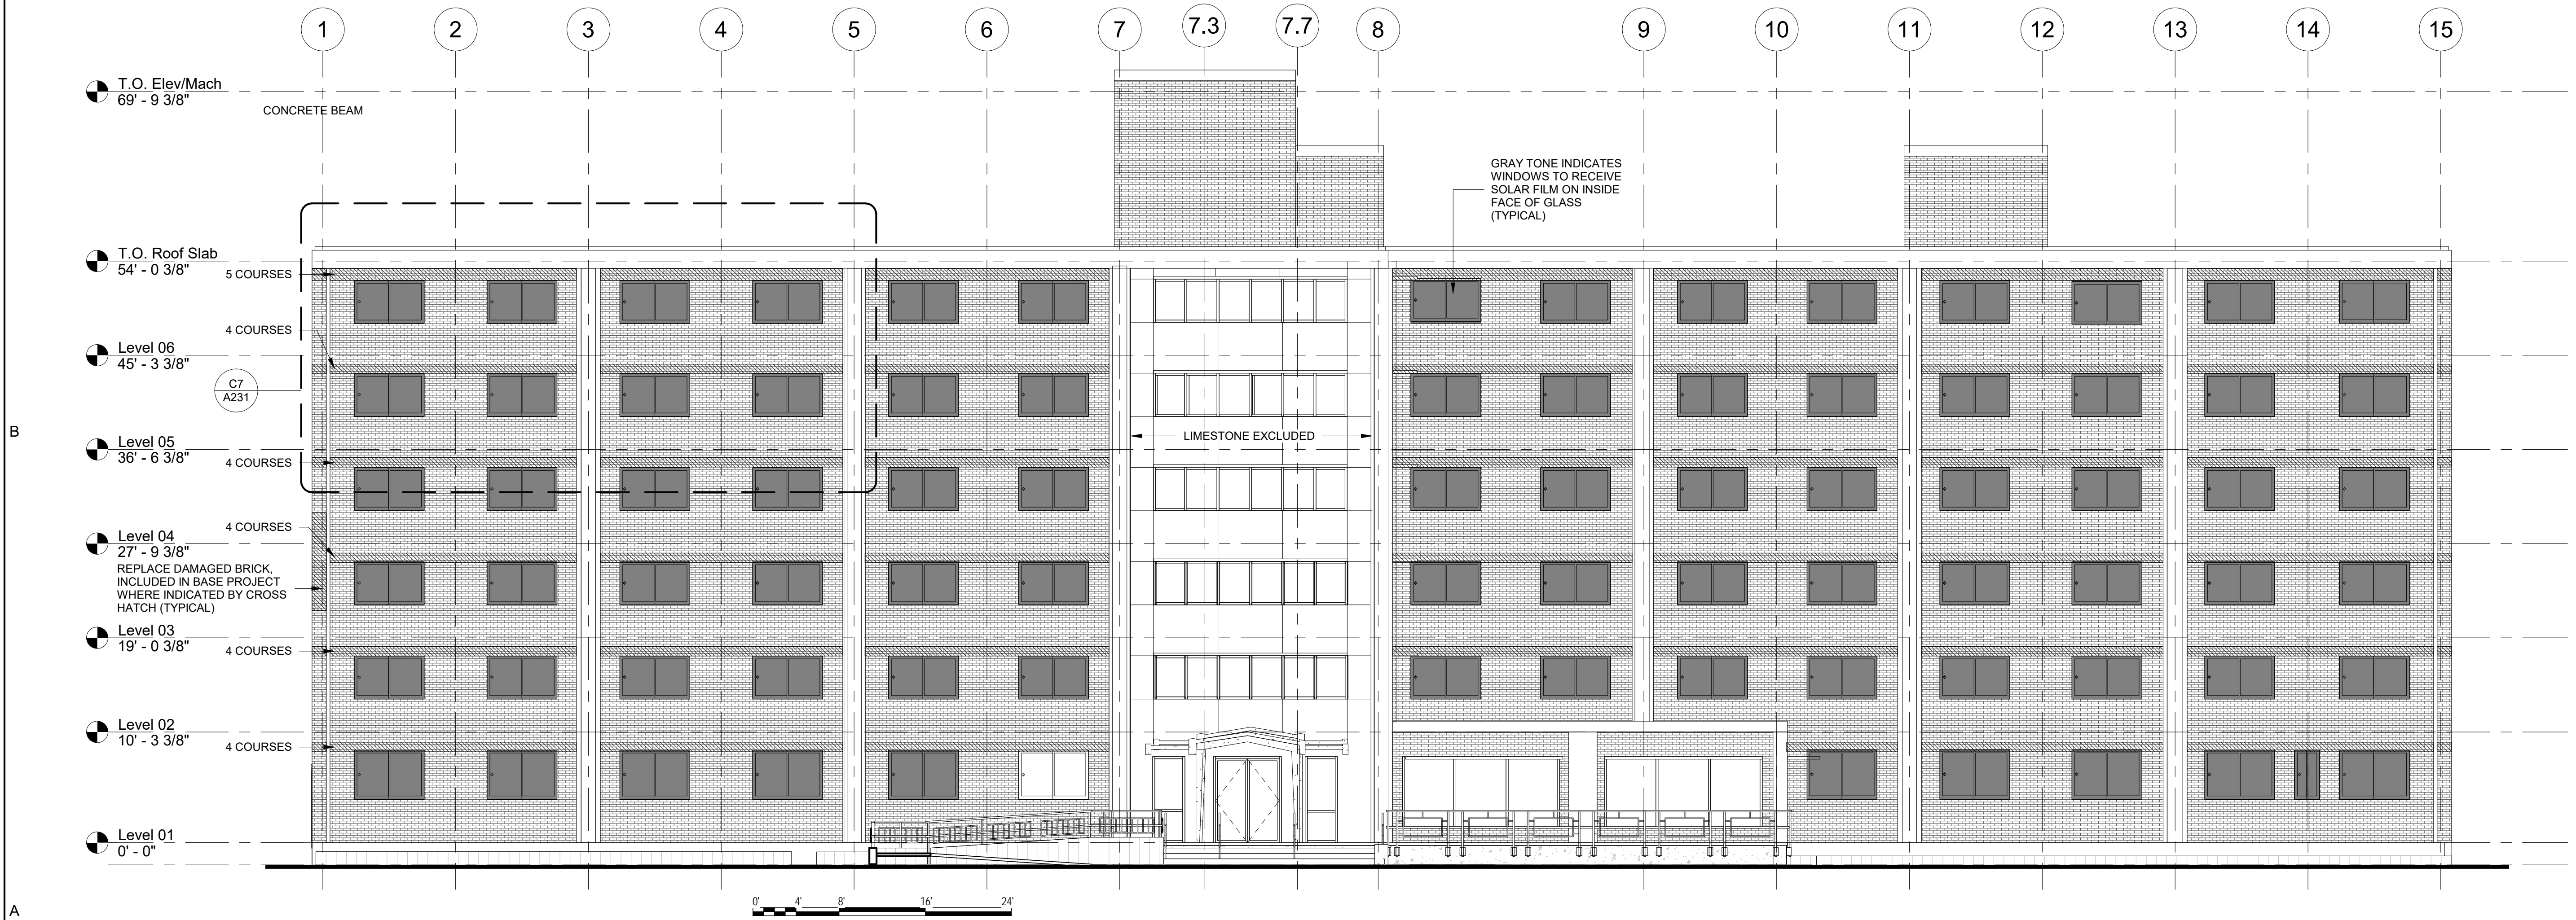 1 2 3 4 5 6 7 7.3 7.7 8 9 10 11 12 13 14 15
T.O. Elev/Mach
69' - 9 3/8"
CONCRETE BEAM
GRAY TONE INDICATES
WINDOWS TO RECEIVE
SOLAR FILM ON INSIDE
FACE OF GLASS
(TYPICAL)
T.O. Roof Slab
54' - 0 3/8"
5 COURSES
4 COURSES
Level 06
45' - 3 3/8"
C7
A231
B
LIMESTONE EXCLUDED
Level 05
36' - 6 3/8"
4 COURSES
4 COURSES
Level 04
27' - 9 3/8"
REPLACE DAMAGED BRICK,
INCLUDED IN BASE PROJECT
WHERE INDICATED BY CROSS
HATCH (TYPICAL)
Level 03
19' - 0 3/8"
4 COURSES
Level 02
10' - 3 3/8"
4 COURSES
Level 01
0' - 0"
0' 4' 8' 16' 24'
A